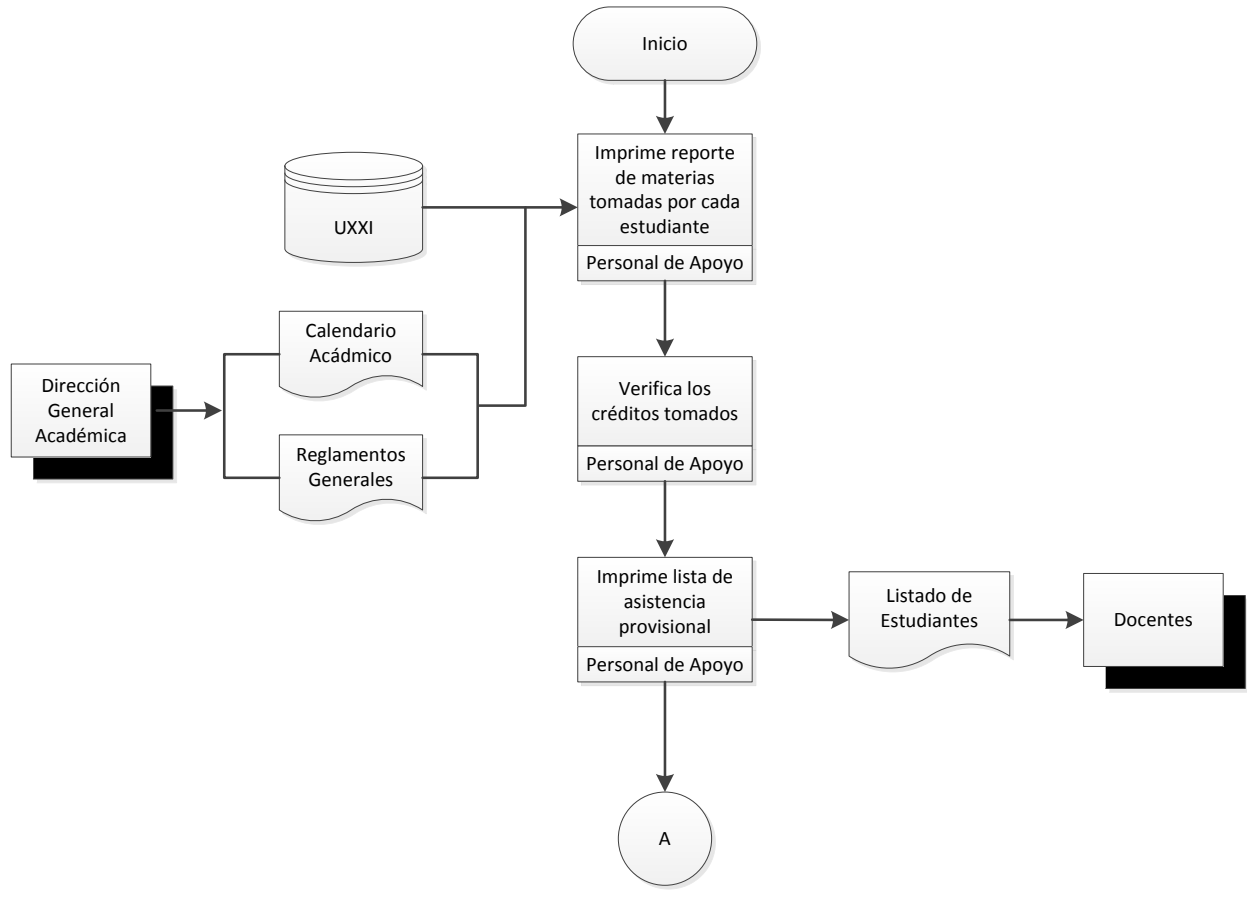 Inicio
Imprime reporte
de materias
tomadas por cada
estudiante
Personal de Apoyo
UXXI
Calendario
Acádmico
Dirección
General
Académica
Reglamentos
Generales
Verifica los
créditos tomados
Personal de Apoyo
Imprime lista de
asistencia
provisional
Personal de Apoyo
Listado de
Estudiantes
Docentes
A